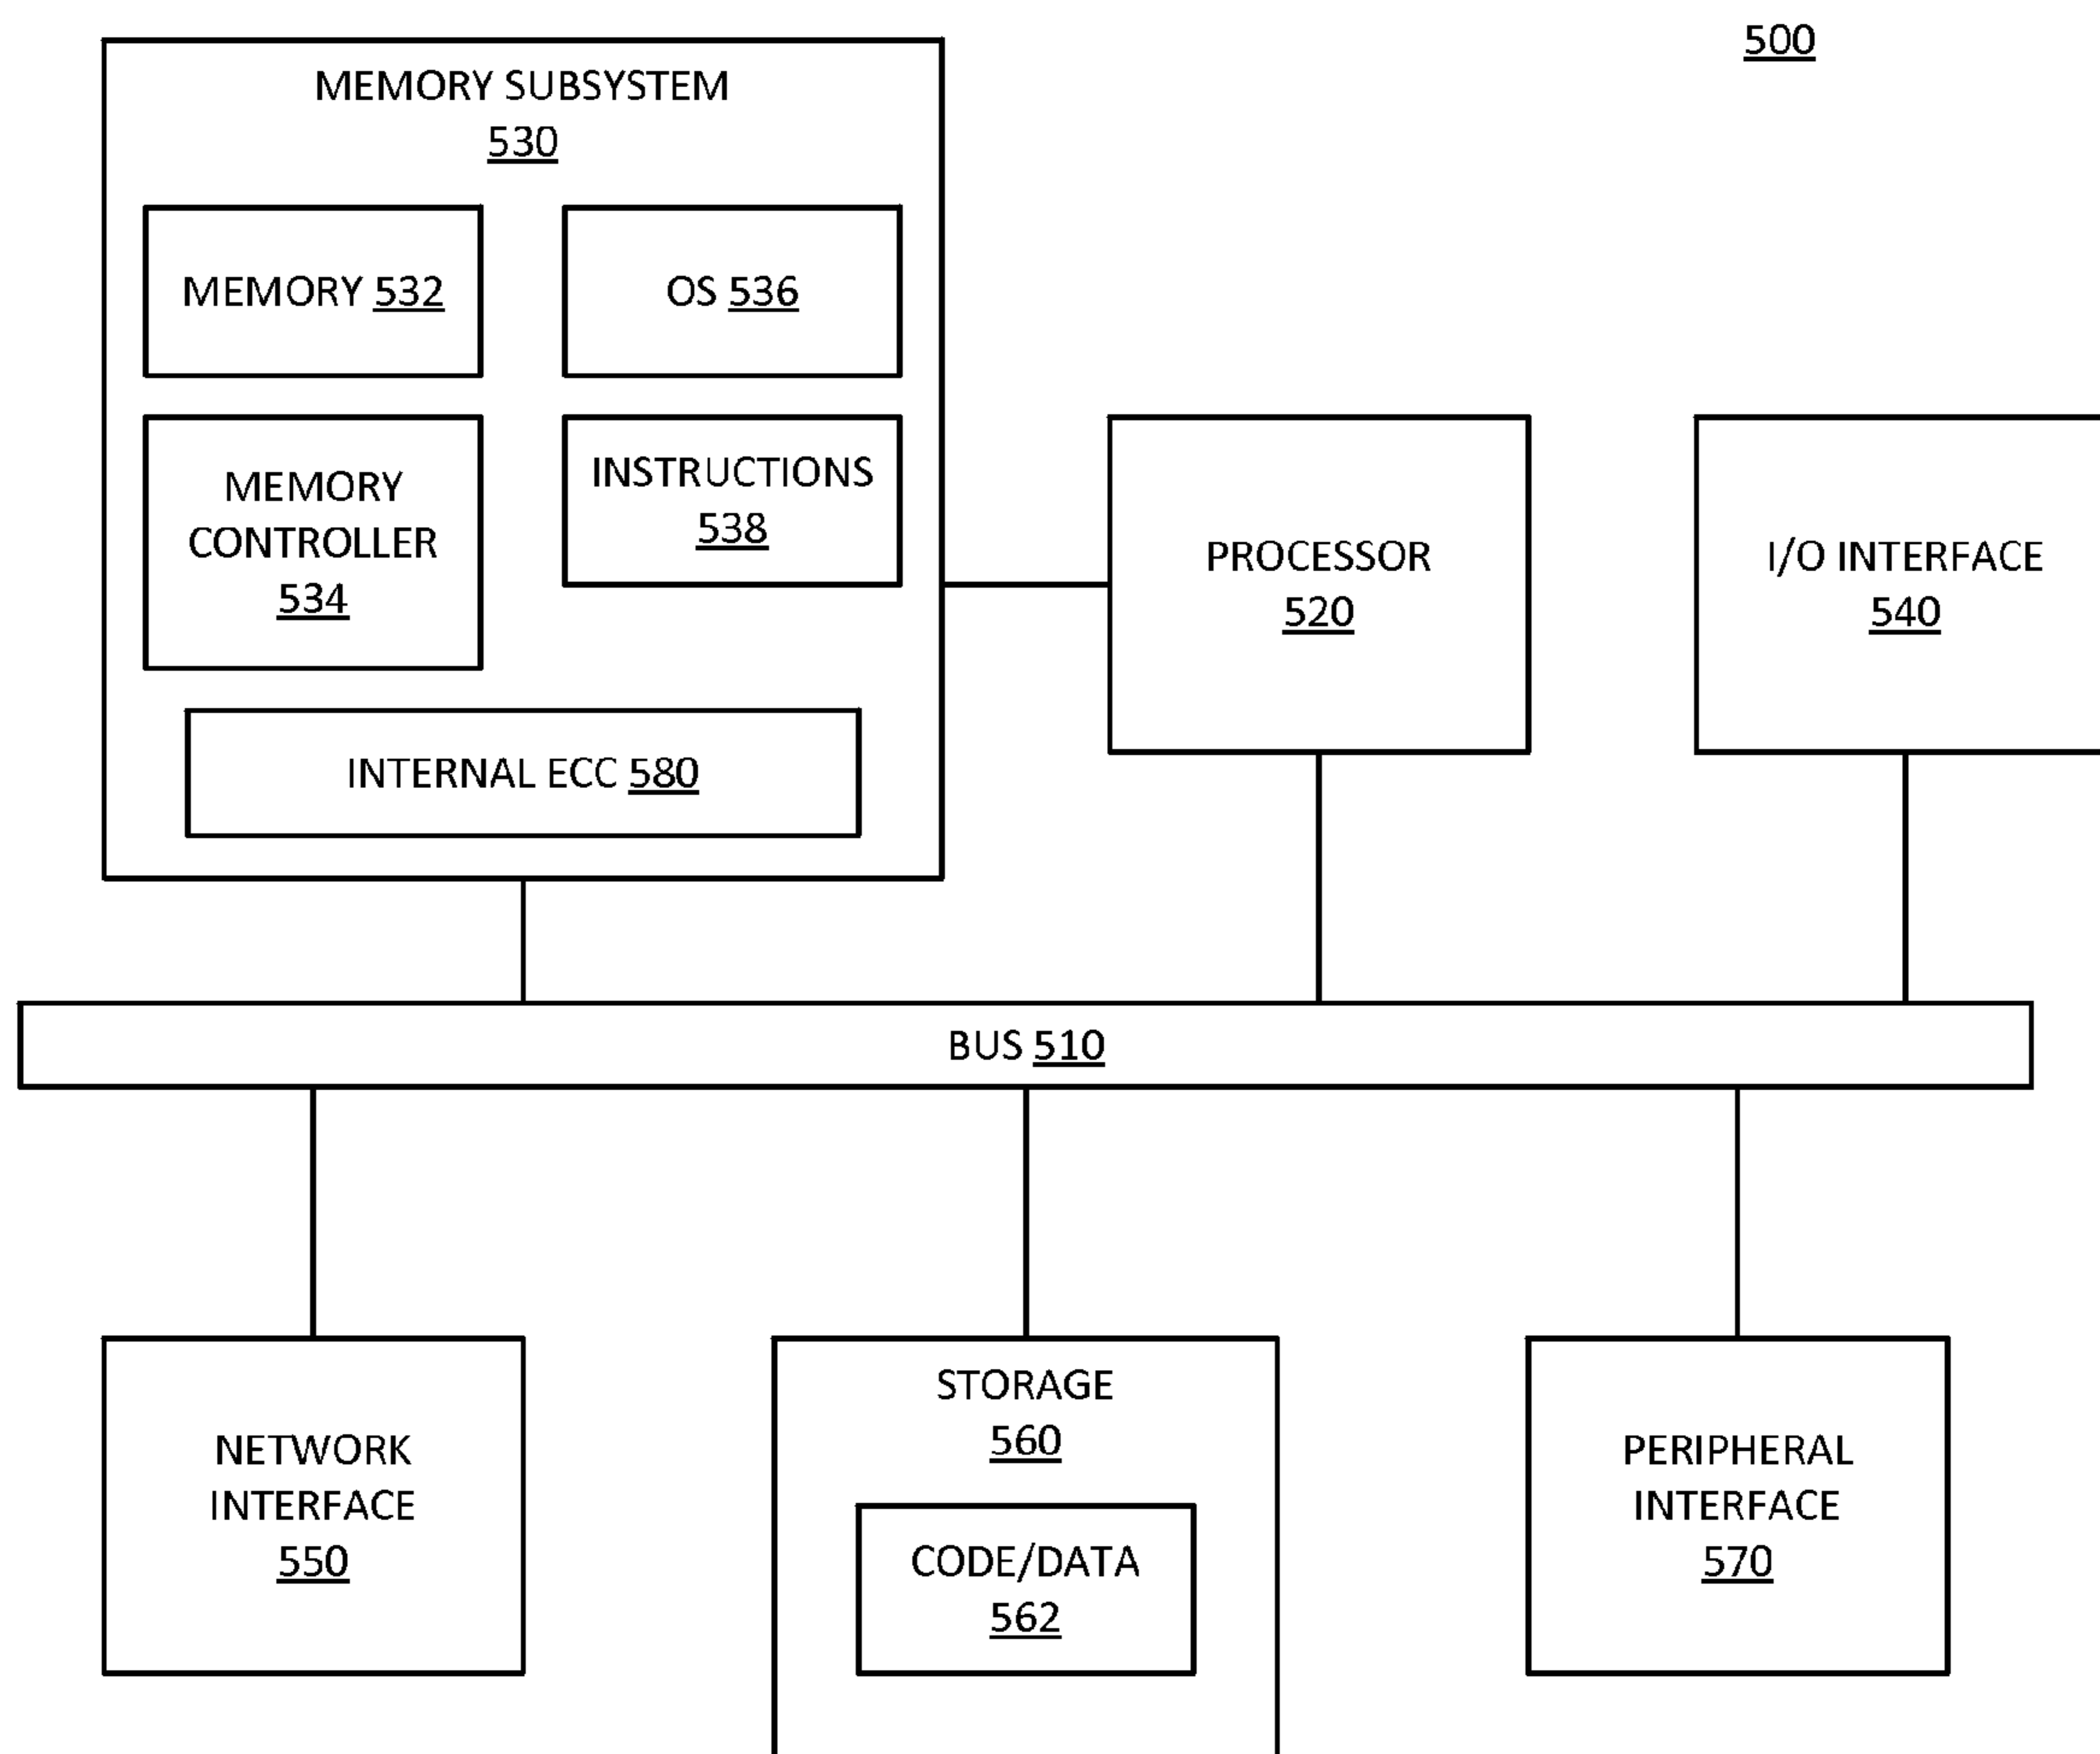 500
MEMORY SUBSYSTEM
530
MEMORY 532
OS 536
MEMORY
CONTROLLER
534
INSTRUCTIONS
538
INTERNAL ECC 580
PROCESSOR
520
I/O INTERFACE
540
BUS 510
NETWORK
INTERFACE
550
STORAGE
560
CODE/DATA
562
PERIPHERAL
INTERFACE
570